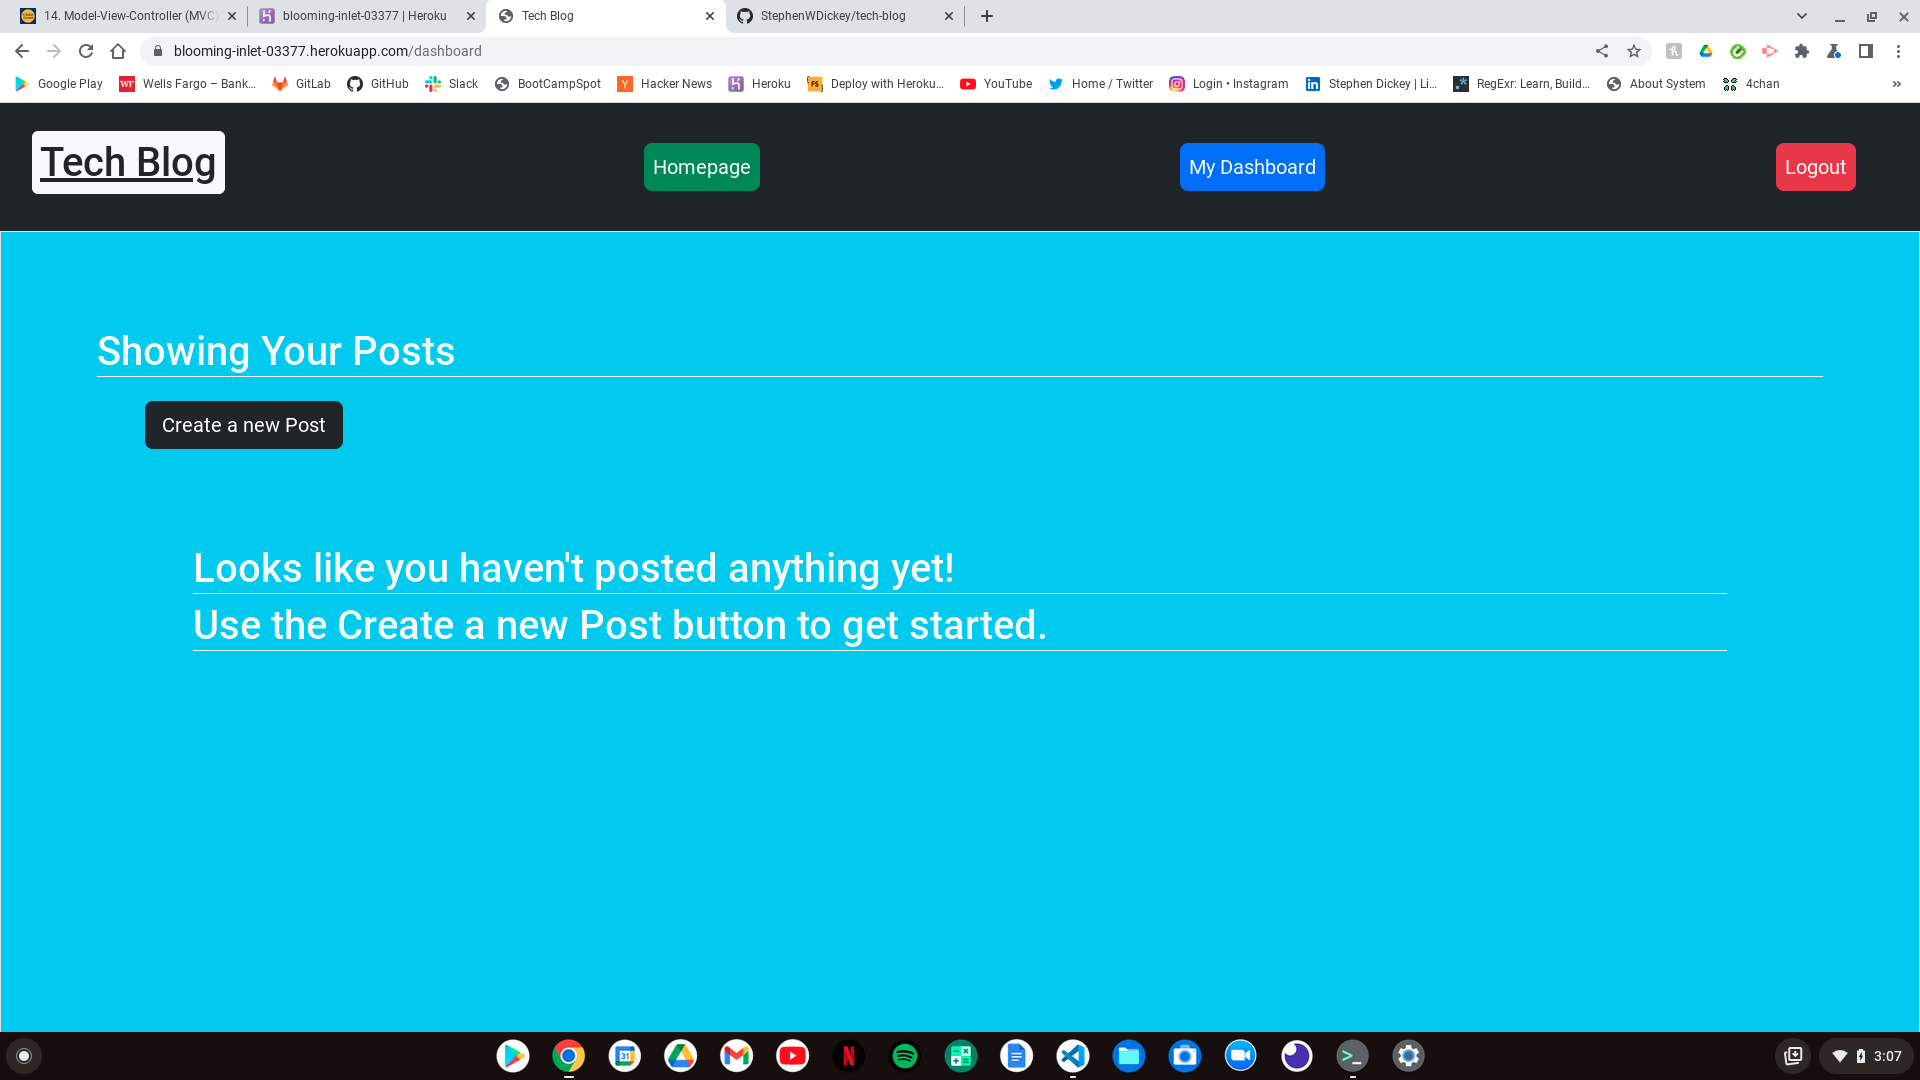 14. Model-View-Controller (MVC)
blooming-inlet-03377 | Heroku
Tech Blog
StephenWDickey/tech-blog
blooming-inlet-03377.herokuapp.com/dashboard
Google Play
WF
Wells Fargo – Bank...
GitLab
GitHub
Slack
BootCampSpot
Y
Hacker News
Heroku
FS
Deploy with Heroku...
YouTube
Home / Twitter
Login • Instagram
in
Stephen Dickey | Li...
RegExr: Learn, Build...
About System
4chan
»
Tech Blog
Homepage
My Dashboard
Logout
Showing Your Posts
Create a new Post
Looks like you haven't posted anything yet!
Use the Create a new Post button to get started.
31
N
>_
3:07